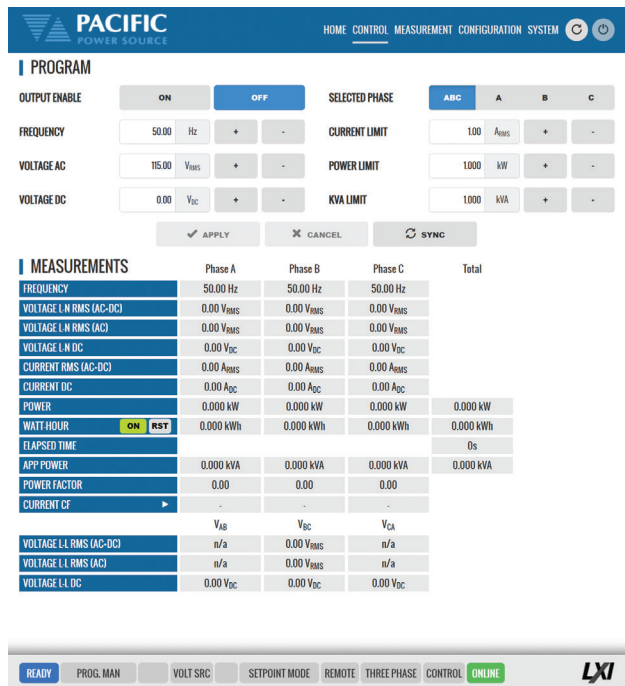 PACIFIC
POWER SOURCE
HOME CONTROL MEASUREMENT CONFIGURATION SYSTEM
PROGRAM
OUTPUT ENABLE ON OFF SELECTED PHASE ABC A B C
FREQUENCY 50.00 Hz + - CURRENT LIMIT 1.00 ARMS + -
VOLTAGE AC 115.00 VRMS + - POWER LIMIT 1.000 kW + -
VOLTAGE DC 0.00 VDC + - KVA LIMIT 1.000 kVA + -
APPLY CANCEL SYNC
MEASUREMENTS Phase A Phase B Phase C Total
FREQUENCY 50.00 Hz 50.00 Hz 50.00 Hz
VOLTAGE L-N RMS (AC-DC) 0.00 VRMS 0.00 VRMS 0.00 VRMS
VOLTAGE L-N RMS (AC) 0.00 VRMS 0.00 VRMS 0.00 VRMS
VOLTAGE L-N DC 0.00 VDC 0.00 VDC 0.00 VDC
CURRENT RMS (AC-DC) 0.00 ARMS 0.00 ARMS 0.00 ARMS
CURRENT DC 0.00 ADC 0.00 ADC 0.00 ADC
POWER 0.000 kW 0.000 kW 0.000 kW 0.000 kW
WATT-HOUR ON RST 0.000 kWh 0.000 kWh 0.000 kWh 0.000 kWh
ELAPSED TIME 0s
APP POWER 0.000 kVA 0.000 kVA 0.000 kVA 0.000 kVA
POWER FACTOR 0.00 0.00 0.00
CURRENT CF - - -
VAB VBC VCA
VOLTAGE L-L RMS (AC-DC) n/a 0.00 VRMS n/a
VOLTAGE L-L RMS (AC) n/a 0.00 VRMS n/a
VOLTAGE L-L DC 0.00 VDC 0.00 VDC 0.00 VDC
READY PROG. MAN VOLT SRC SETPOINT MODE REMOTE THREE PHASE CONTROL ONLINE LXI